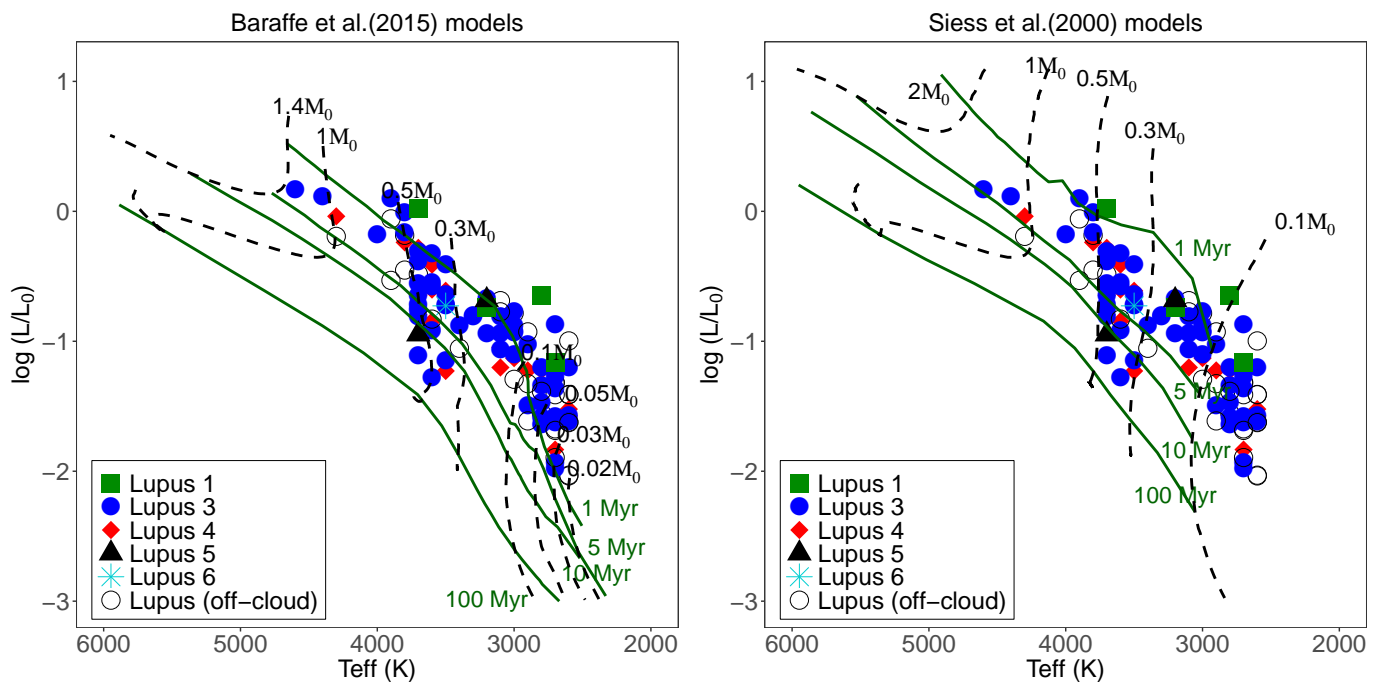 Baraffe et al.(2015) models
1.4M0
1M0
0.5M0
0.3M0
0.1M0
0.05M0
0.03M0
0.02M0
1 Myr
5 Myr
10 Myr
100 Myr
Lupus 1
Lupus 3
Lupus 4
Lupus 5
Lupus 6
Lupus (off−cloud)
1
0
−1
−2
−3
log (L/L0)
6000 5000 4000 3000 2000
Teff (K)
Siess et al.(2000) models
2M0
1M0
0.5M0
0.3M0
0.1M0
1 Myr
5 Myr
10 Myr
100 Myr
Lupus 1
Lupus 3
Lupus 4
Lupus 5
Lupus 6
Lupus (off−cloud)
1
0
−1
−2
−3
log (L/L0)
6000 5000 4000 3000 2000
Teff (K)